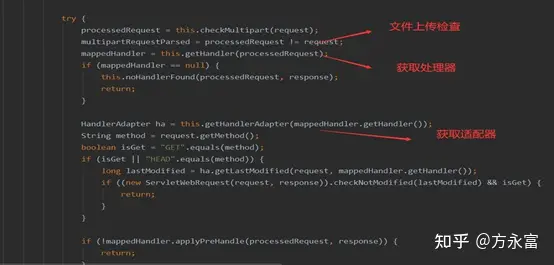 try {
processedRequest = this.checkMultipart(request);
文件上传检查
multipartRequestParsed = processedRequest != request;
mappedHandler = this.getHandler(processedRequest);
获取处理器
if (mappedHandler == null) {
this.noHandlerFound(processedRequest, response);
return;
}
HandlerAdapter ha = this.getHandlerAdapter(mappedHandler.getHandler());
String method = request.getMethod();
获取适配器
boolean isGet = "GET".equals(method);
if (isGet || "HEAD".equals(method)) {
long lastModified = ha.getLastModified(request, mappedHandler.getHandler());
if ((new ServletWebRequest(request, response)).checkNotModified(lastModified) && isGet) {
return;
}
}
if (!mappedHandler.applyPreHandle(processedRequest, response)) {
return;
}
知乎 @方永富